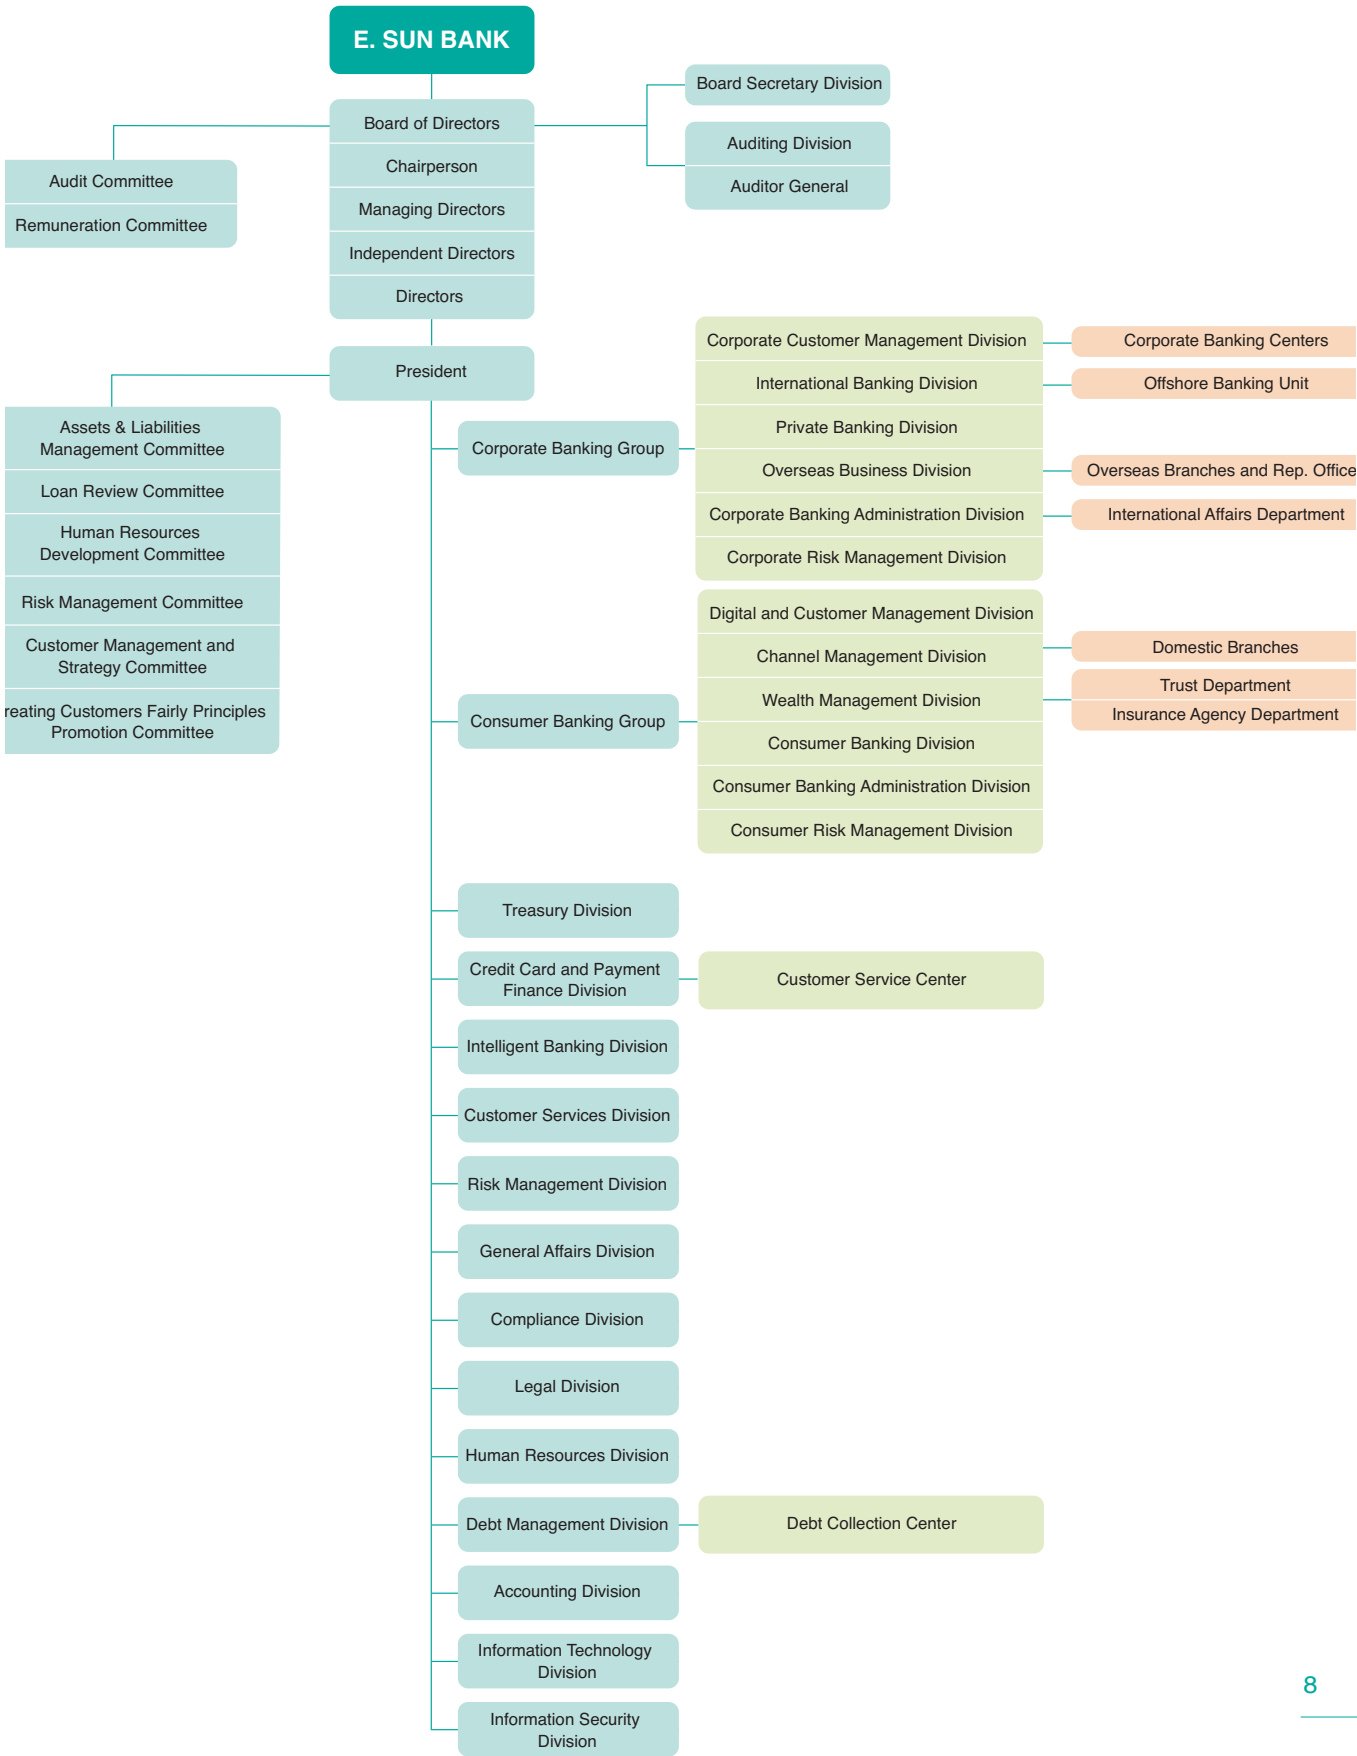 E. SUN BANK
Board Secretary Division
Board of Directors
Auditing Division
Auditor General
Chairperson
Managing Directors
Independent Directors
Directors
Audit Committee
Remuneration Committee
President
Assets & Liabilities
Management Committee
Loan Review Committee
Human Resources
Development Committee
Risk Management Committee
Customer Management and
Strategy Committee
reating Customers Fairly Principles
Promotion Committee
Corporate Banking Group
Corporate Customer Management Division
Corporate Banking Centers
International Banking Division
Offshore Banking Unit
Private Banking Division
Overseas Business Division
Overseas Branches and Rep. Office
Corporate Banking Administration Division
International Affairs Department
Corporate Risk Management Division
Consumer Banking Group
Digital and Customer Management Division
Channel Management Division
Domestic Branches
Wealth Management Division
Trust Department
Insurance Agency Department
Consumer Banking Division
Consumer Banking Administration Division
Consumer Risk Management Division
Treasury Division
Credit Card and Payment
Finance Division
Customer Service Center
Intelligent Banking Division
Customer Services Division
Risk Management Division
General Affairs Division
Compliance Division
Legal Division
Human Resources Division
Debt Management Division
Debt Collection Center
Accounting Division
Information Technology
Division
Information Security
Division
8